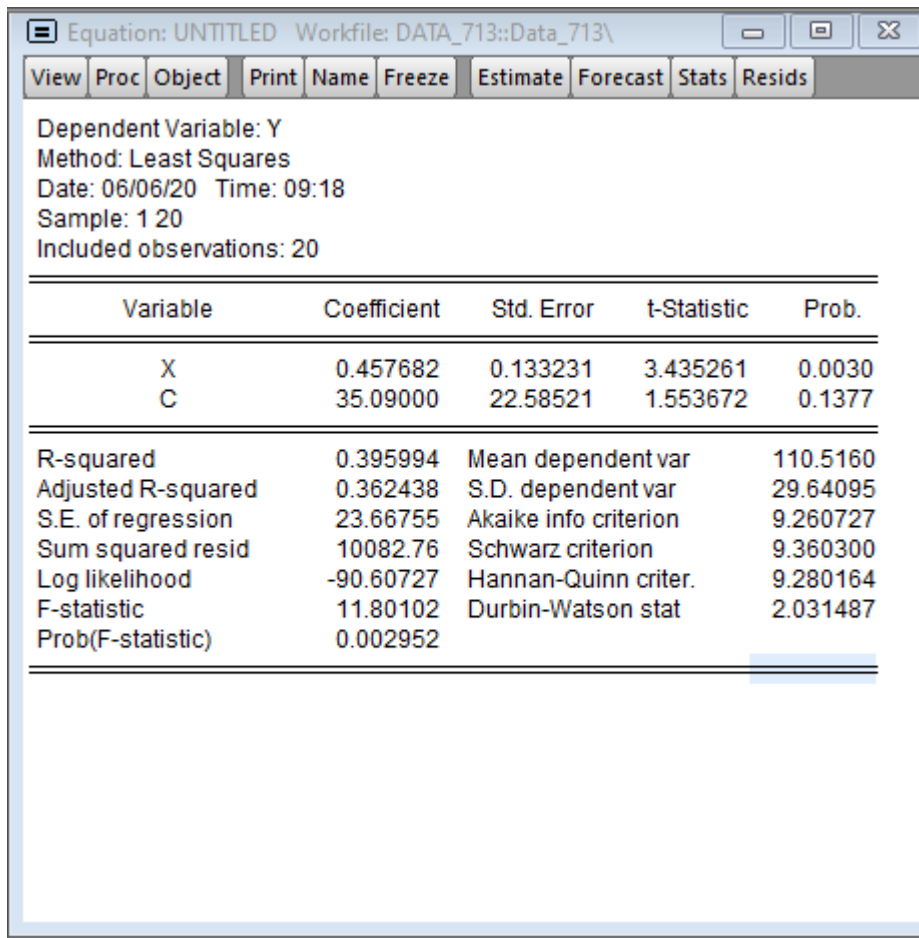 Equation: UNTITLED Workfile: DATA_713::Data_713\
View Proc Object Print Name Freeze Estimate Forecast Stats Resids
Dependent Variable: Y
Method: Least Squares
Date: 06/06/20 Time: 09:18
Sample: 1 20
Included observations: 20
Variable Coefficient Std. Error t-Statistic Prob.
X 0.457682 0.133231 3.435261 0.0030
C 35.09000 22.58521 1.553672 0.1377
R-squared 0.395994 Mean dependent var 110.5160
Adjusted R-squared 0.362438 S.D. dependent var 29.64095
S.E. of regression 23.66755 Akaike info criterion 9.260727
Sum squared resid 10082.76 Schwarz criterion 9.360300
Log likelihood -90.60727 Hannan-Quinn criter. 9.280164
F-statistic 11.80102 Durbin-Watson stat 2.031487
Prob(F-statistic) 0.002952